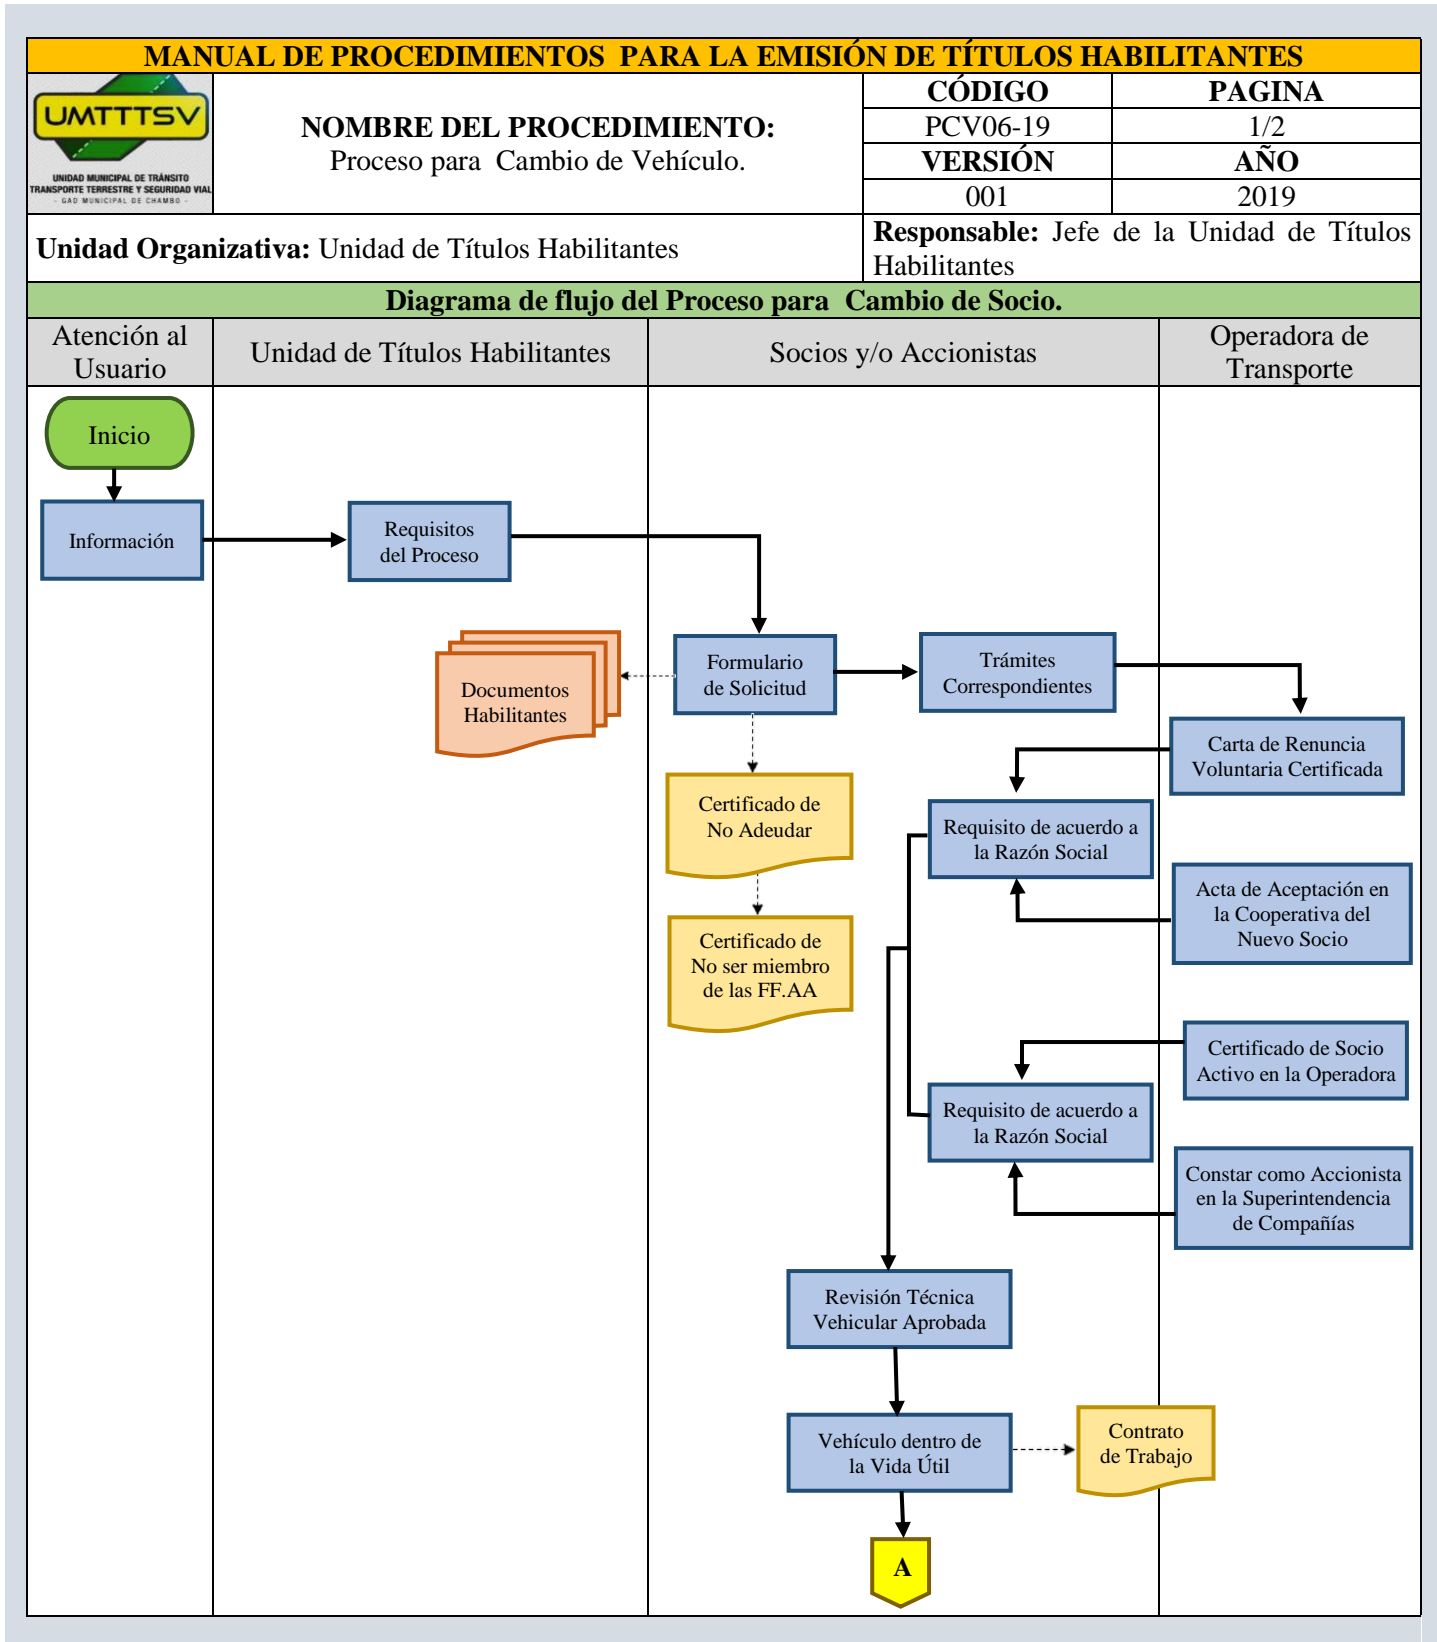 MANUAL DE PROCEDIMIENTOS PARA LA EMISIÓN DE TÍTULOS HABILITANTES
UMTTTSV
UNIDAD MUNICIPAL DE TRÁNSITO
TRANSPORTE TERRESTRE Y SEGURIDAD VIAL
- GAD MUNICIPAL DE CHAMBO -
NOMBRE DEL PROCEDIMIENTO:
Proceso para Cambio de Vehículo.
CÓDIGO
PAGINA
PCV06-19
1/2
VERSIÓN
AÑO
001
2019
Unidad Organizativa: Unidad de Títulos Habilitantes
Responsable: Jefe de la Unidad de Títulos
Habilitantes
Diagrama de flujo del Proceso para Cambio de Socio.
Atención al
Usuario
Unidad de Títulos Habilitantes
Socios y/o Accionistas
Operadora de
Transporte
Inicio
Información
Requisitos
del Proceso
Formulario
de Solicitud
Trámites
Correspondientes
Documentos
Habilitantes
Carta de Renuncia
Voluntaria Certificada
Certificado de
No Adeudar
Requisito de acuerdo a
la Razón Social
Acta de Aceptación en
la Cooperativa del
Nuevo Socio
Certificado de
No ser miembro
de las FF.AA
Certificado de Socio
Activo en la Operadora
Requisito de acuerdo a
la Razón Social
Constar como Accionista
en la Superintendencia
de Compañías
Revisión Técnica
Vehicular Aprobada
Vehículo dentro de
la Vida Útil
Contrato
de Trabajo
A